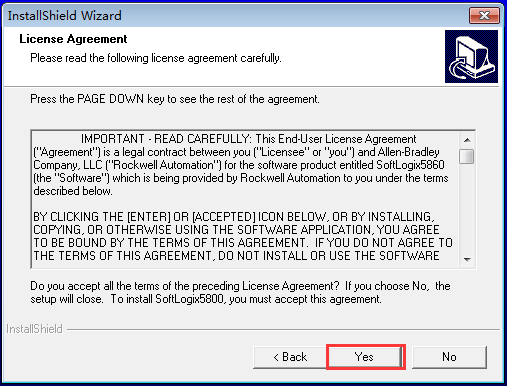 InstallShield Wizard
License Agreement
Please read the following license agreement carefully.
Press the PAGE DOWN key to see the rest of the agreement.
IMPORTANT - READ CAREFULLY: This End-User License Agreement
("Agreement") is a legal contract between you ("Licensee" or "you") and Allen-Bradley
Company, LLC ("Rockwell Automation") for the software product entitled SoftLogix5860
(the "Software") which is being provided by Rockwell Automation to you under the terms
described below.
BY CLICKING THE [ENTER] OR [ACCEPTED] ICON BELOW, OR BY INSTALLING,
COPYING, OR OTHERWISE USING THE SOFTWARE APPLICATION, YOU AGREE
TO BE BOUND BY THE TERMS OF THIS AGREEMENT.  IF YOU DO NOT AGREE TO
THE TERMS OF THIS AGREEMENT, DO NOT INSTALL OR USE THE SOFTWARE
Do you accept all the terms of the preceding License Agreement?  If you choose No,  the
setup will close.  To install SoftLogix5800, you must accept this agreement.
InstallShield
< Back
Yes
No